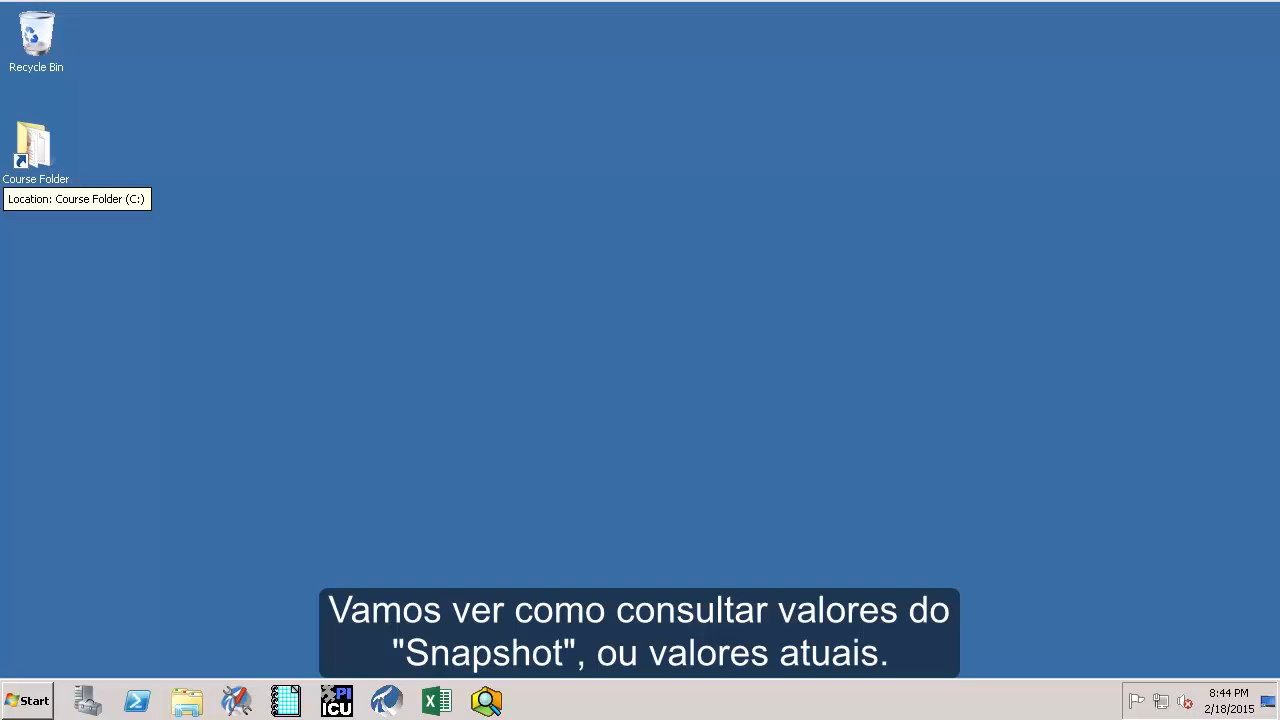 Recycle Bin
Course Folder
Location: Course Folder (C:)
Vamos ver como consultar valores do
"Snapshot", ou valores atuais.
Start
PI
ICU
8:44 PM
2/18/2015